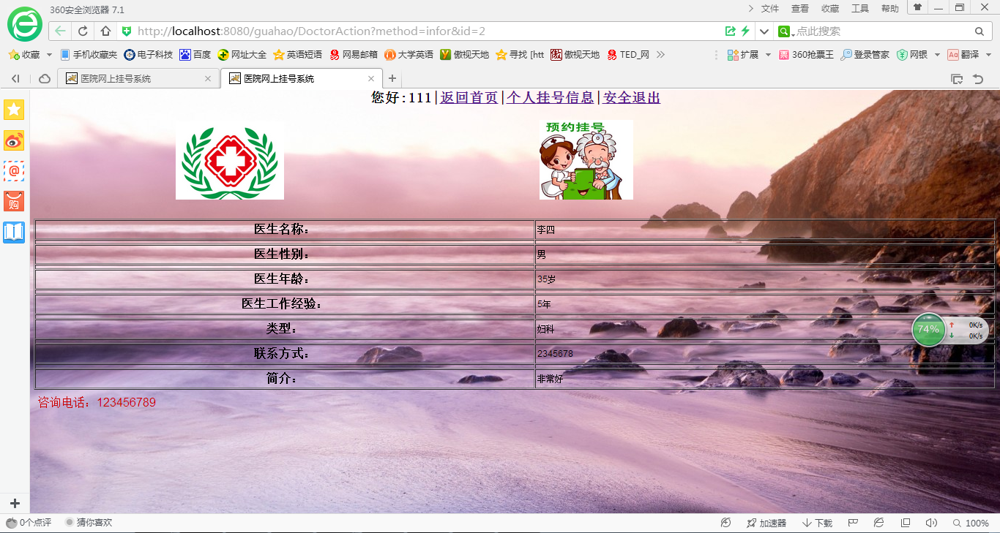 360安全浏览器 7.1
文件 查看 收藏 工具 帮助
http://localhost:8080/guahao/DoctorAction?method=infor&id=2
点此搜索
收藏 手机收藏夹 电子科技 百度 网址大全 英语短语 网易邮箱 大学英语 傲视天地 寻找 [htt 傲视天地 TED_网 扩展 360抢票王 登录管家 网银 翻译
医院网上挂号系统
医院网上挂号系统
您好:111|返回首页|个人挂号信息|安全退出
预约挂号
医生名称: 李四
医生性别: 男
医生年龄: 35岁
医生工作经验: 5年
类型: 妇科
联系方式: 2345678
简介: 非常好
咨询电话：123456789
购
74%
0K/s
0K/s
0个点评 猜你喜欢
加速器 下载 100%